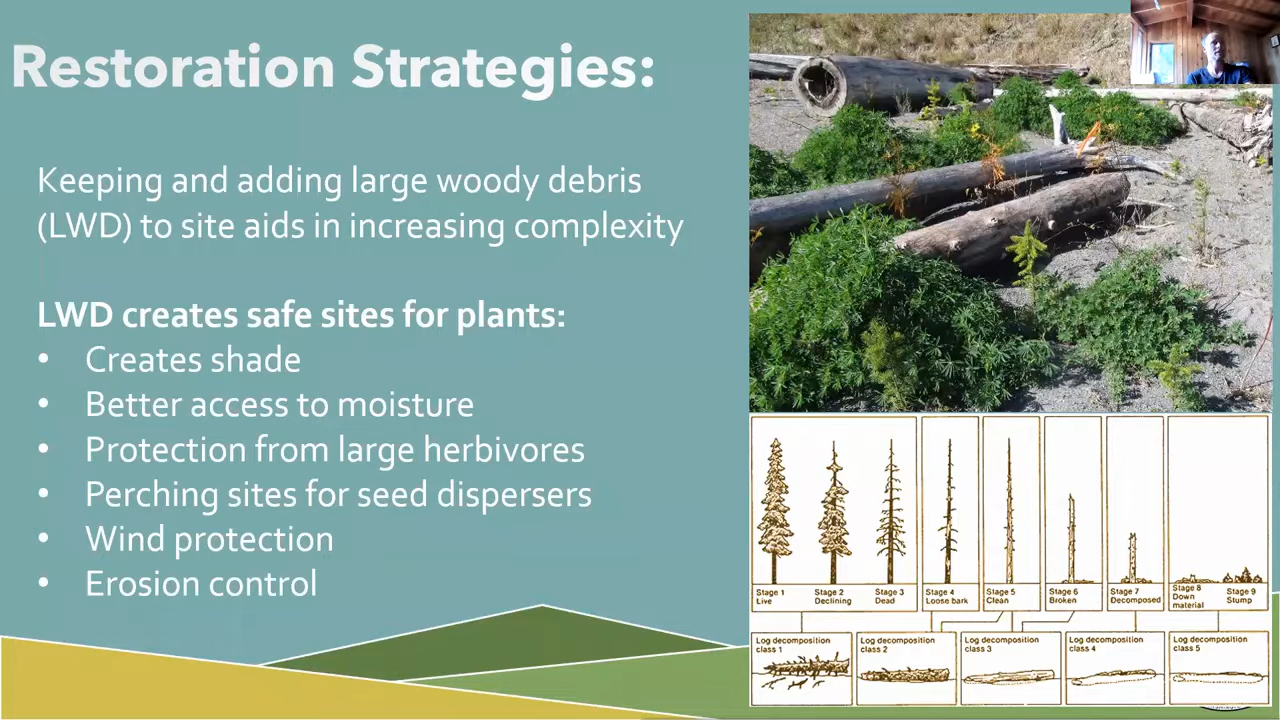 Restoration Strategies:
Keeping and adding large woody debris
(LWD) to site aids in increasing complexity
LWD creates safe sites for plants:
• Creates shade
• Better access to moisture
• Protection from large herbivores
• Perching sites for seed dispersers
• Wind protection
• Erosion control
Stage 1
Live
Stage 2
Declining
Stage 3
Dead
Stage 4
Loose bark
Stage 5
Clean
Stage 6
Broken
Stage 7
Decomposed
Stage 8
Down
material
Stage 9
Stump
Log decomposition
class 1
Log decomposition
class 2
Log decomposition
class 3
Log decomposition
class 4
Log decomposition
class 5